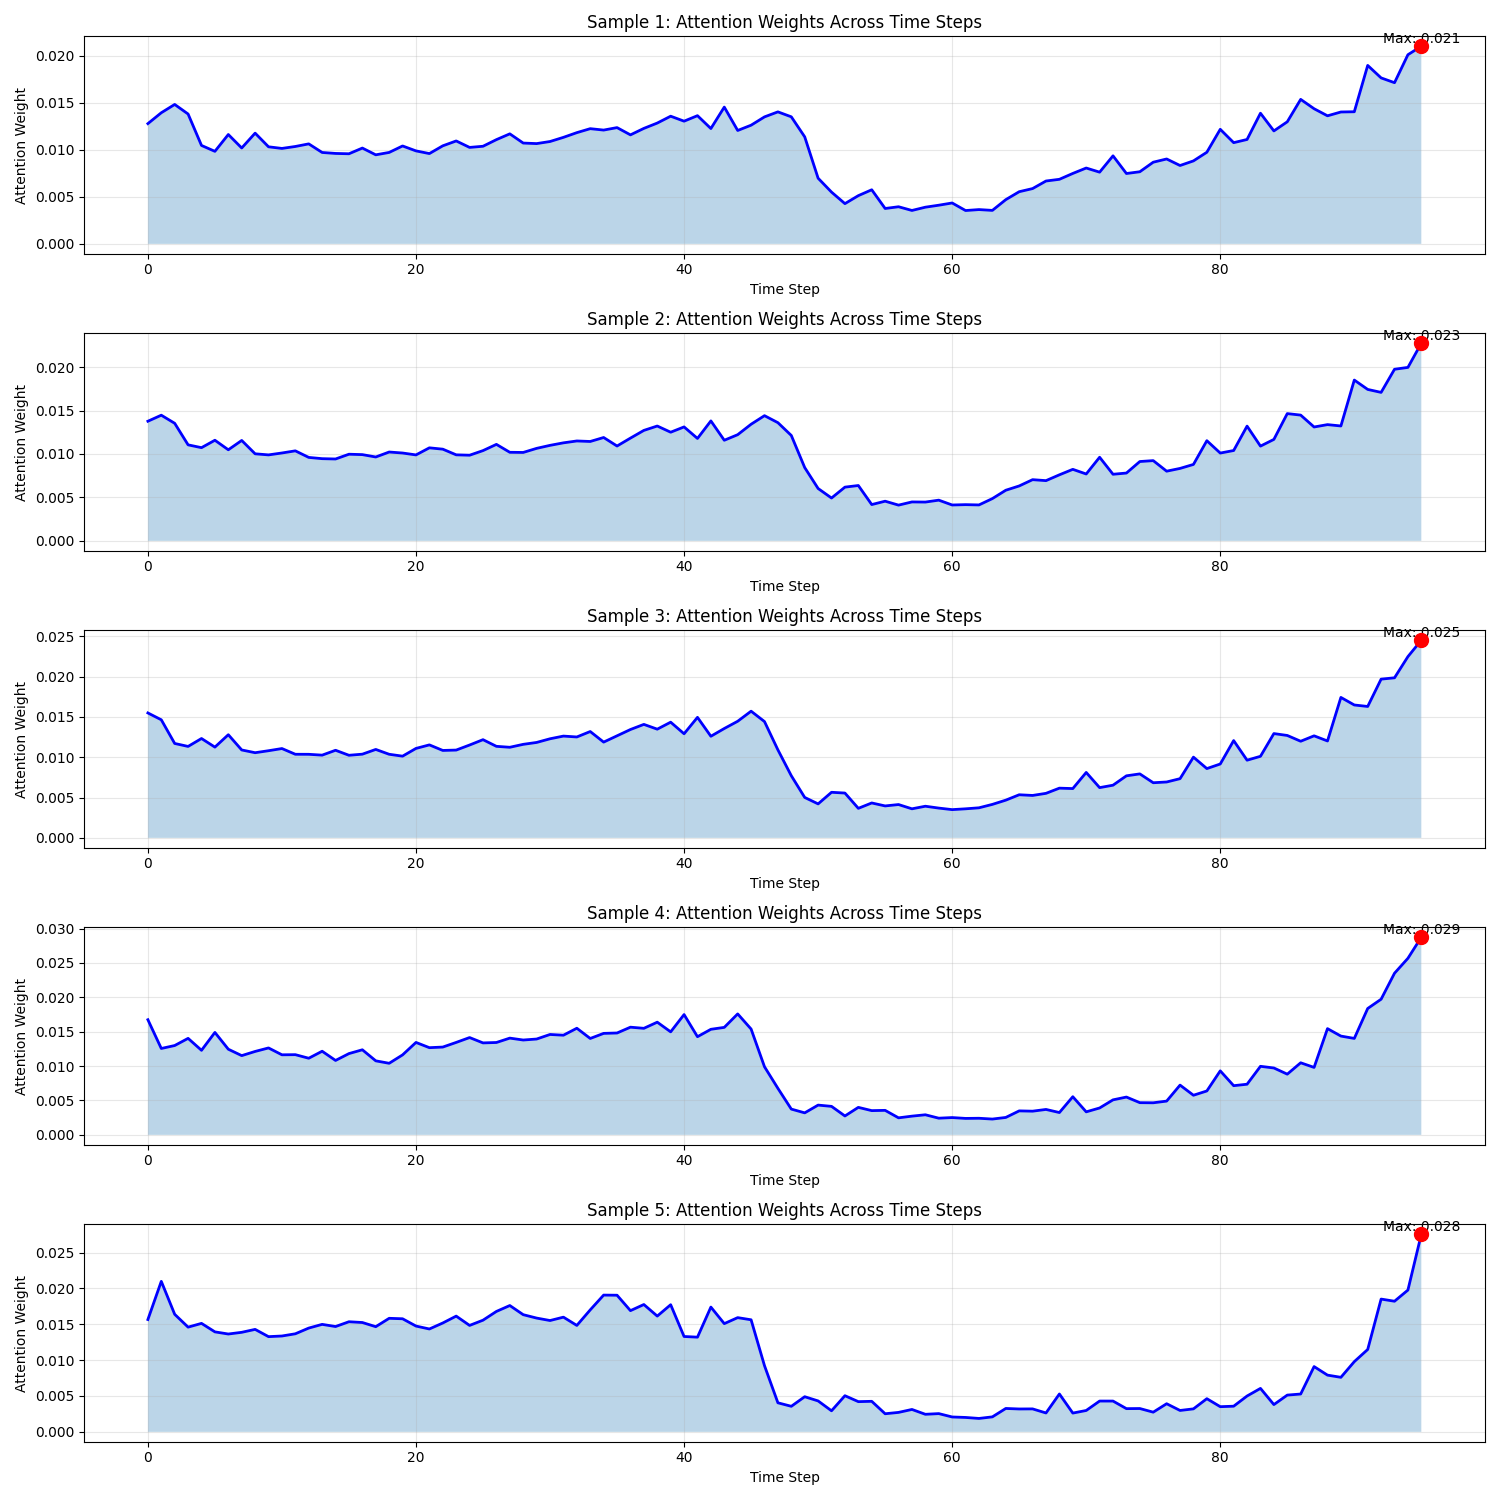 Sample 1: Attention Weights Across Time Steps
Max: 0.021
0.020
0.015
0.010
0.005
0.000
Attention Weight
0 20 40 60 80
Time Step
Sample 2: Attention Weights Across Time Steps
Max: 0.023
0.020
0.015
0.010
0.005
0.000
Attention Weight
0 20 40 60 80
Time Step
Sample 3: Attention Weights Across Time Steps
Max: 0.025
0.025
0.020
0.015
0.010
0.005
0.000
Attention Weight
0 20 40 60 80
Time Step
Sample 4: Attention Weights Across Time Steps
Max: 0.029
0.030
0.025
0.020
0.015
0.010
0.005
0.000
Attention Weight
0 20 40 60 80
Time Step
Sample 5: Attention Weights Across Time Steps
Max: 0.028
0.025
0.020
0.015
0.010
0.005
0.000
Attention Weight
0 20 40 60 80
Time Step